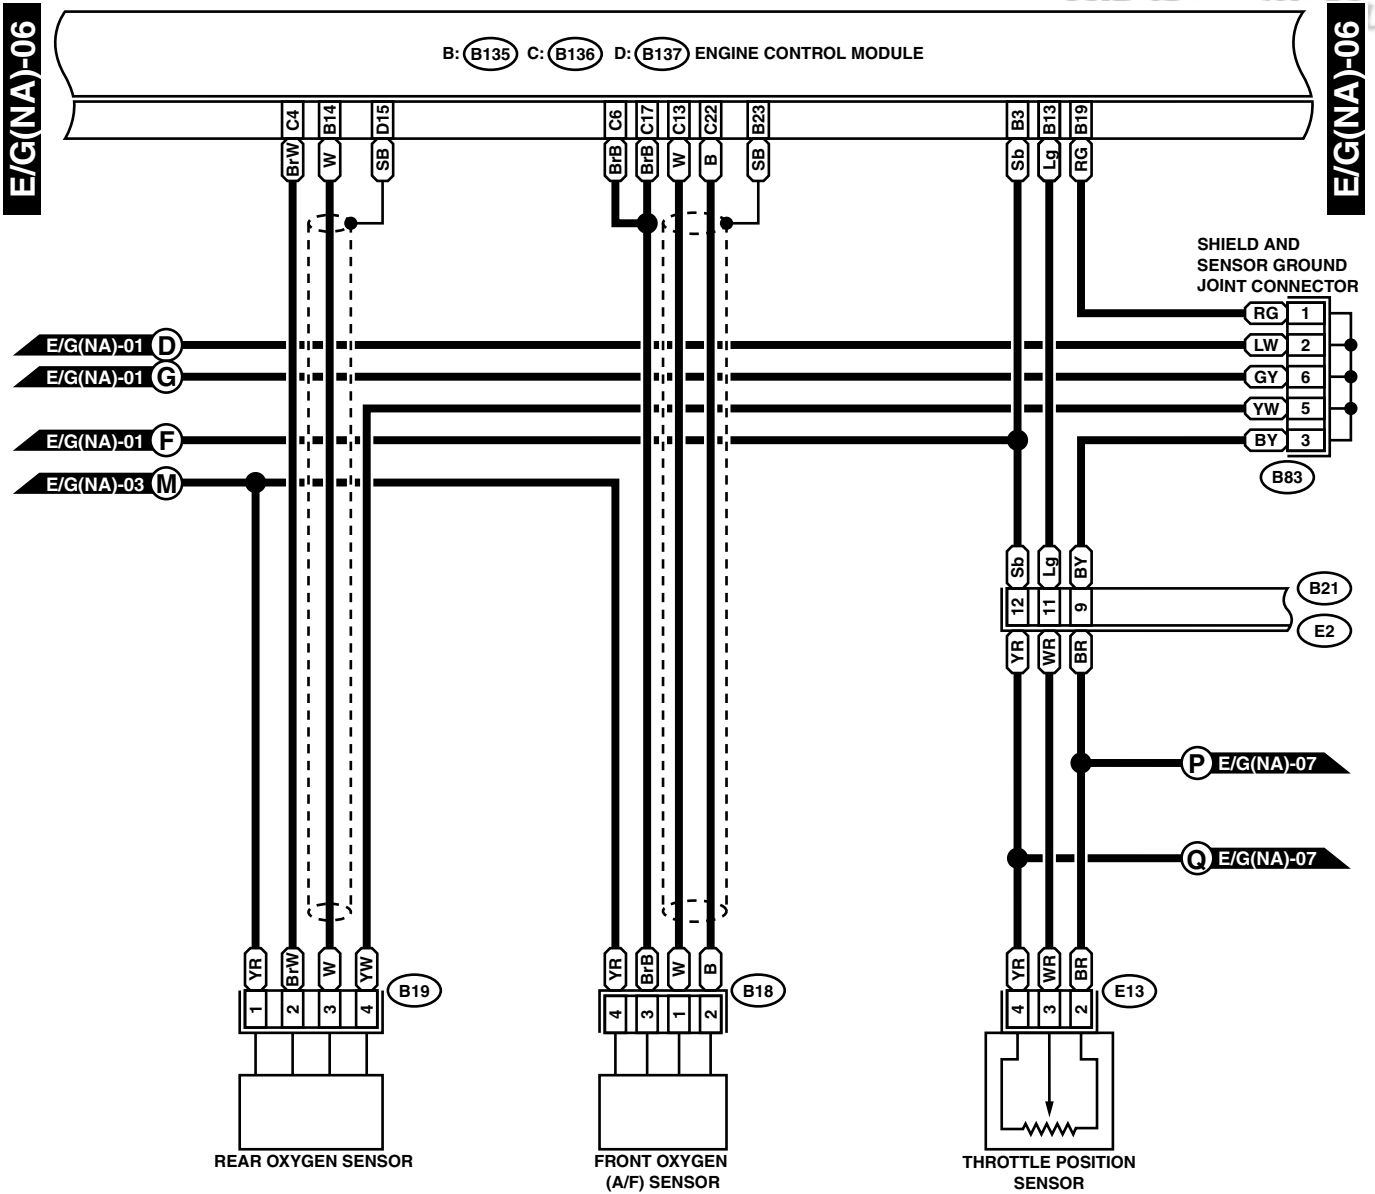 E/G(NA)-06
E/G(NA)-06
B: B135 C: B136 D: B137 ENGINE CONTROL MODULE
C4 B14 D15 C6 C17 C13 C22 B23 B3 B13 B19
BrW W SB BrB BrB W B SB Sb Lg RG
SHIELD AND
SENSOR GROUND
JOINT CONNECTOR
RG 1
E/G(NA)-01 D LW 2
E/G(NA)-01 G GY 6
YW 5
E/G(NA)-01 F BY 3
E/G(NA)-03 M B83
Sb Lg BY
12 11 9 B21
E2
YR WR BR
P E/G(NA)-07
Q E/G(NA)-07
YR BrW W YW YR BrB W B YR WR BR
B19 B18 E13
1 2 3 4 4 3 1 2 4 3 2
REAR OXYGEN SENSOR
FRONT OXYGEN
(A/F) SENSOR
THROTTLE POSITION
SENSOR